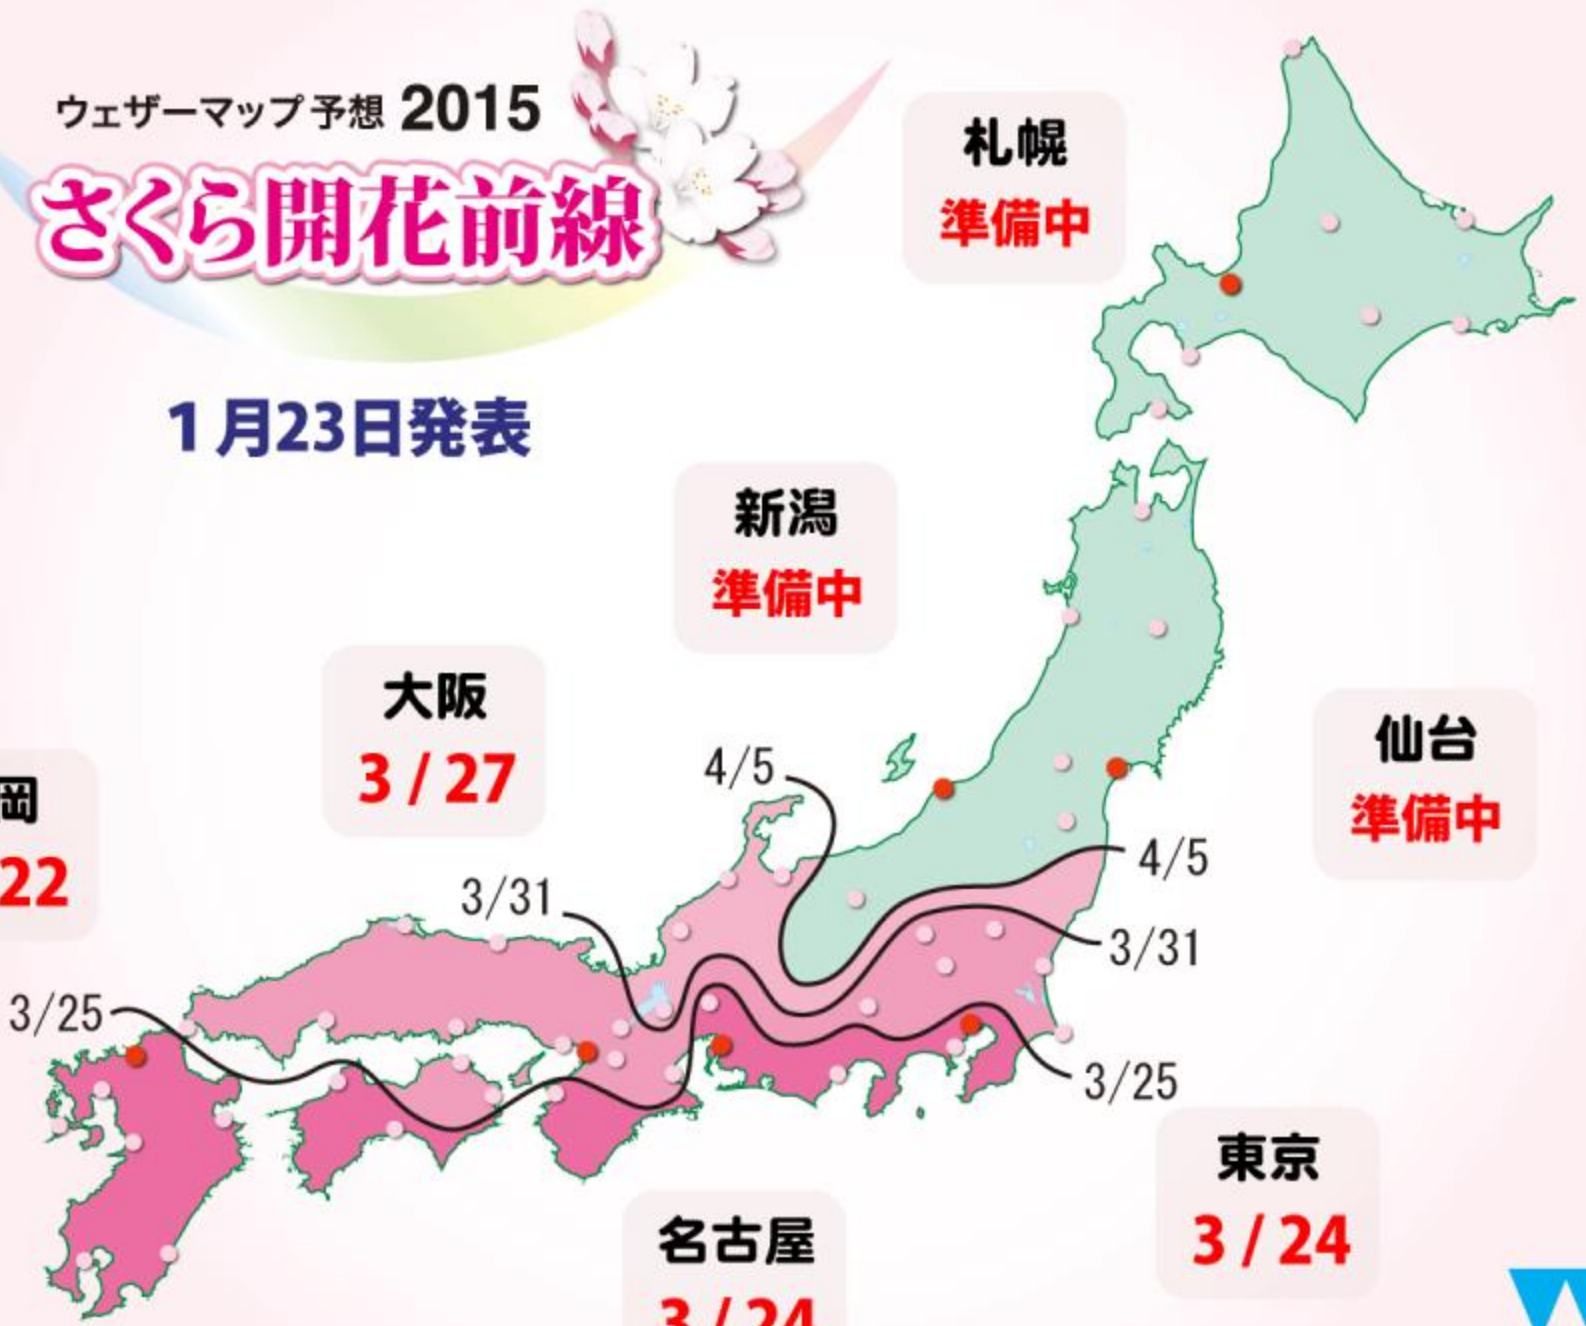 ウェザーマップ予想 2015
さくら開花前線
1月23日発表
札幌
準備中
新潟
準備中
大阪
3/27
仙台
準備中
岡
22
4/5
4/5
3/31
3/31
3/25
3/25
東京
3/24
名古屋
3/24